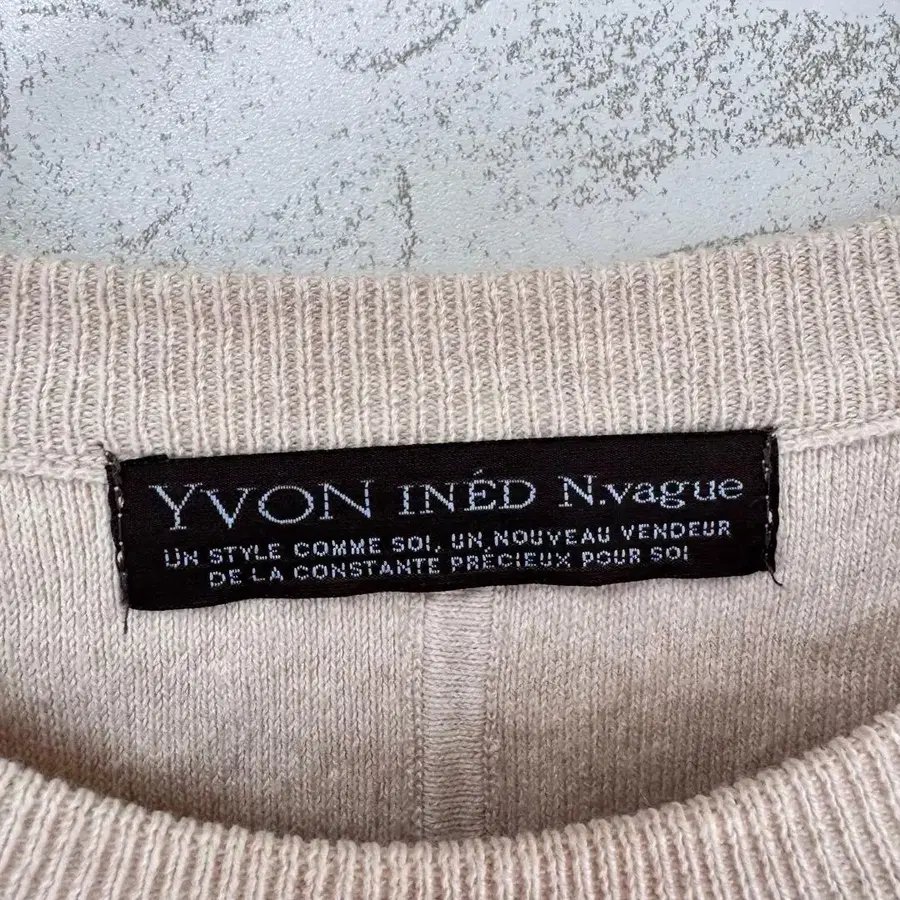 YVON INÉD N.vague
UN STYLE COMME SOI, UN NOUVEAU VENDEUR
DE LA CONSTANTE PRÉCIEUX POUR SOI